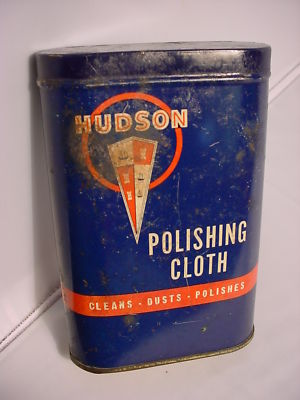 HUDSON
POLISHING
CLOTH
CLEANS - DUSTS - POLISHES